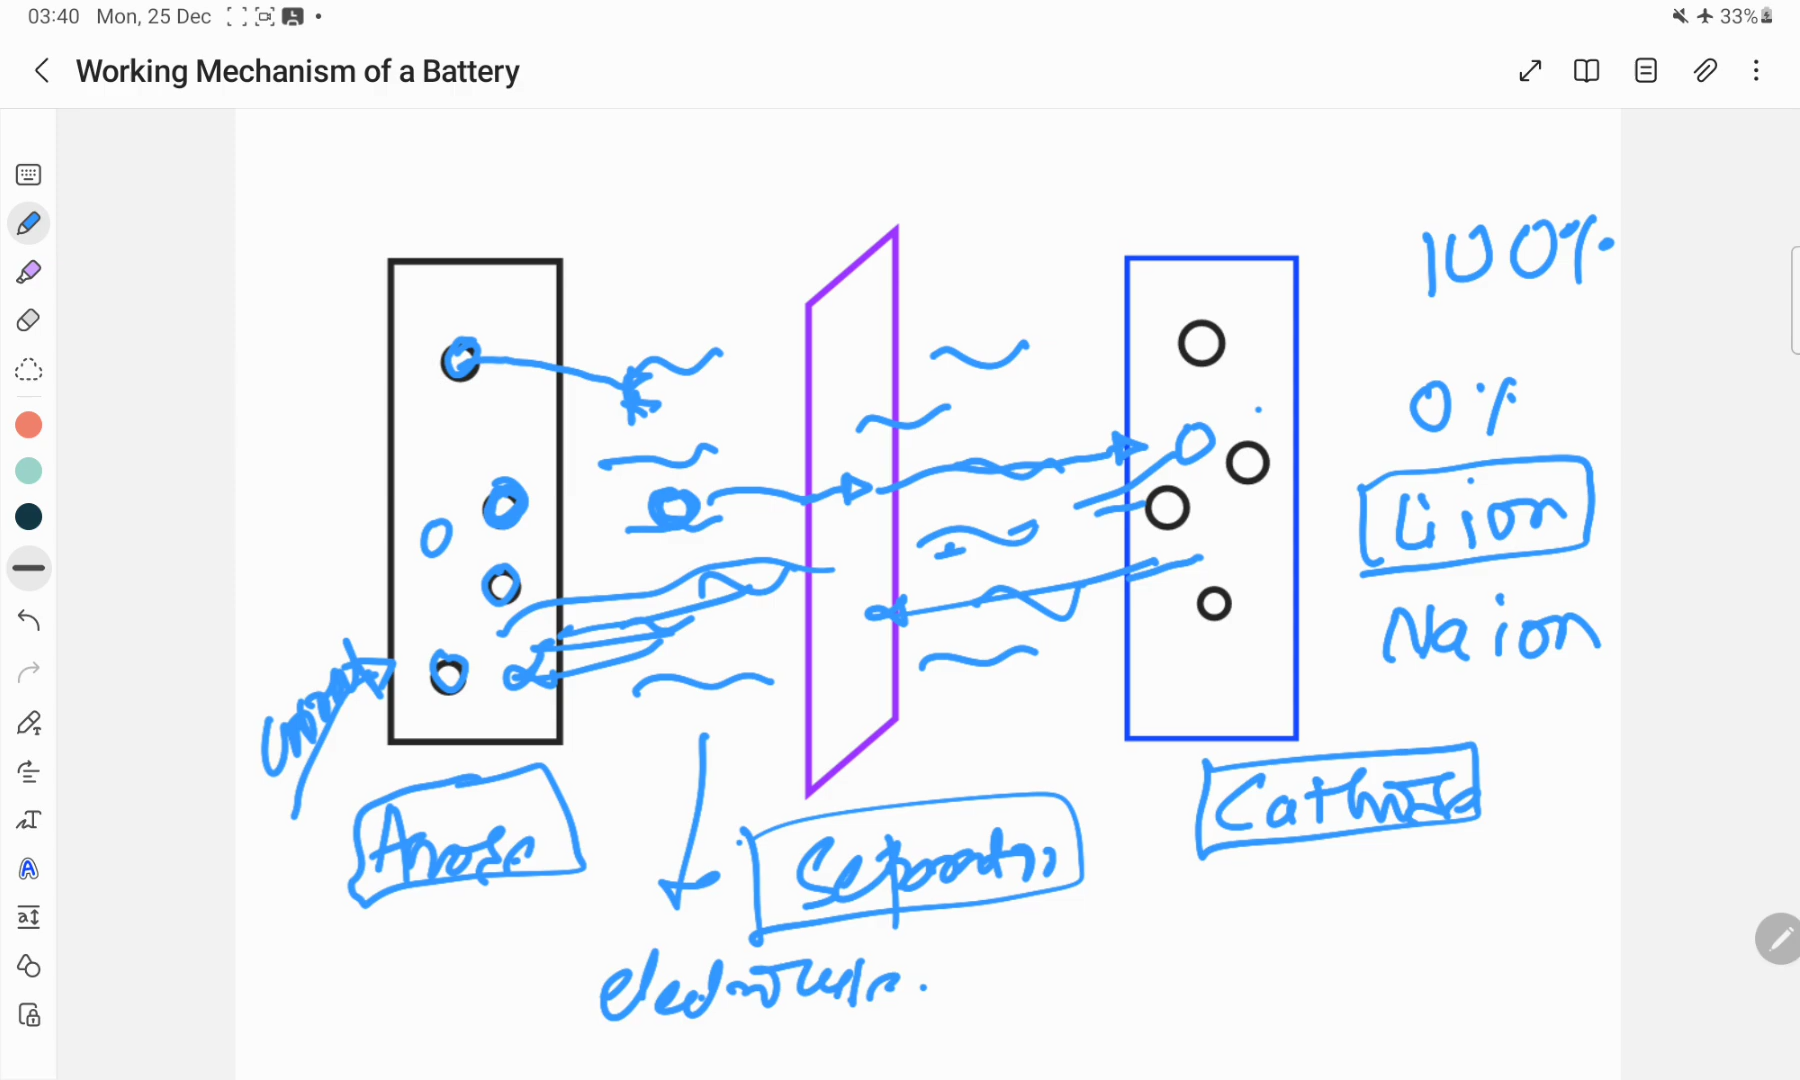 03:40 Mon, 25 Dec
33%
Working Mechanism of a Battery
100%
0%
Li ion
Na ion
Anode
Separator
Cathode
electrolyte.